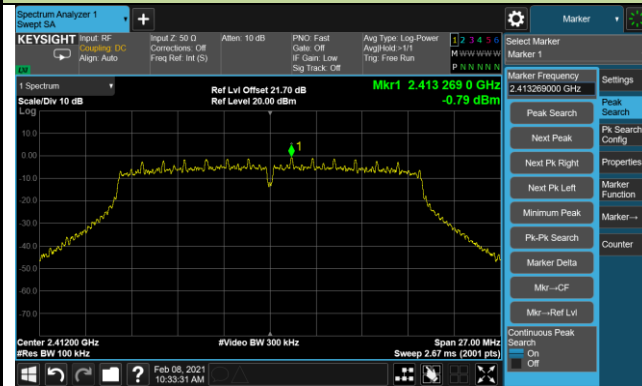 Spectrum Analyzer 1
Swept SA
+
Marker
KEYSIGHT
Input: RF
Coupling: DC
Align: Auto
Input Z: 50 Ω
Corrections: Off
Freq Ref: Int (S)
Atten: 10 dB
PNO: Fast
Gate: Off
IF Gain: Low
Sig Track: Off
Avg Type: Log-Power
Avg|Hold:>1/1
Trig: Free Run
1 2 3 4 5 6
M W W W W W
P N N N N N
Select Marker
Marker 1
1 Spectrum
Scale/Div 10 dB
Ref Lvl Offset 21.70 dB
Ref Level 20.00 dBm
Mkr1 2.413 269 0 GHz
-0.79 dBm
Log
10.0
0.00
-10.0
-20.0
-30.0
-40.0
-50.0
-60.0
-70.0
1
Center 2.41200 GHz
#Res BW 100 kHz
#Video BW 300 kHz
Span 27.00 MHz
Sweep 2.67 ms (2001 pts)
Marker Frequency
2.413269000 GHz
Peak Search
Next Peak
Next Pk Right
Next Pk Left
Minimum Peak
Pk-Pk Search
Marker Delta
Mkr→CF
Mkr→Ref Lvl
Continuous Peak
Search
On
Off
Settings
Peak
Search
Pk Search
Config
Properties
Marker
Function
Marker→
Counter
?
Feb 08, 2021
10:33:31 AM